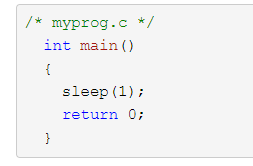 /* myprog.c */
int main()
{
sleep(1);
return 0;
}